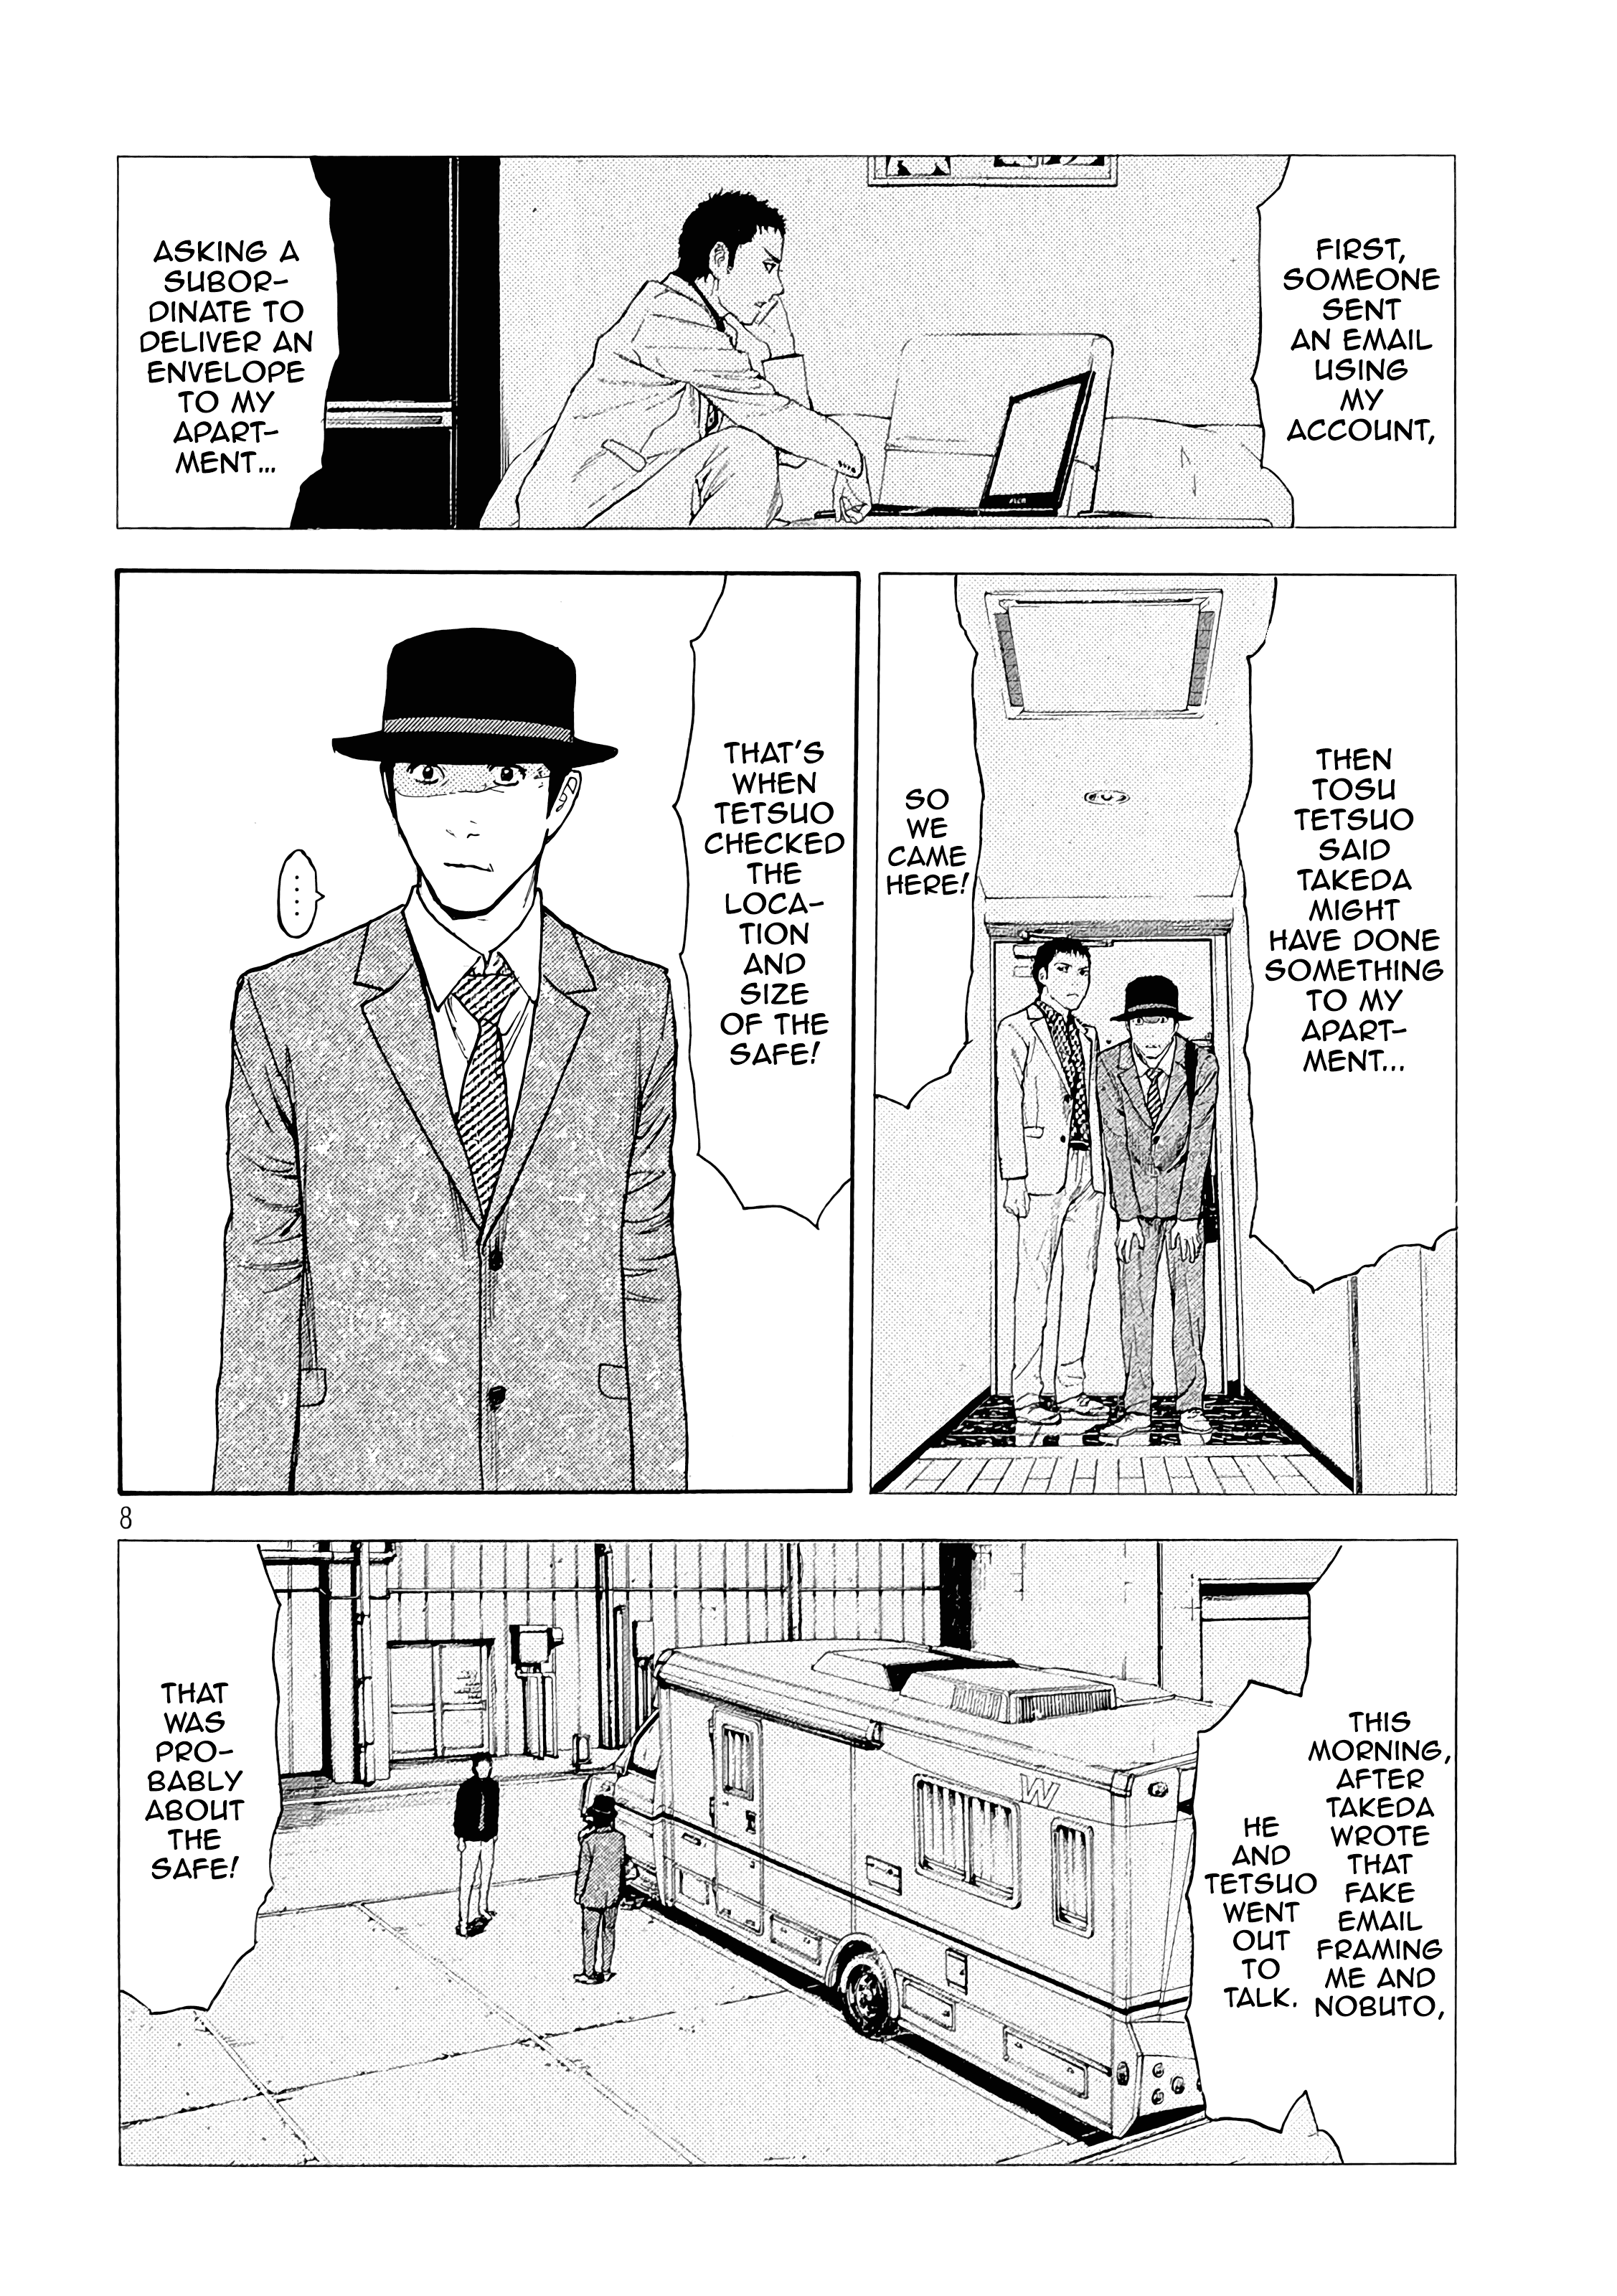 FIRST,
SOMEONE
SENT
AN EMAIL
USING
MY
ACCOUNT,
ASKING A
SUBOR-
DINATE TO
DELIVER AN
ENVELOPE
TO MY
APART-
MENT...
THEN
TOSU
TETSUO
SAID
TAKEDA
MIGHT
HAVE DONE
SOMETHING
TO MY
APART-
MENT...
SO
WE
CAME
HERE!
THAT'S
WHEN
TETSUO
CHECKED
THE
LOCA-
TION
AND
SIZE
OF THE
SAFE!
....
8
THIS
MORNING,
AFTER
TAKEDA
WROTE
THAT
FAKE
EMAIL
FRAMING
ME AND
NOBUTO,
HE
AND
TETSUO
WENT
OUT
TO
TALK.
W
THAT
WAS
PRO-
BABLY
ABOUT
THE
SAFE!